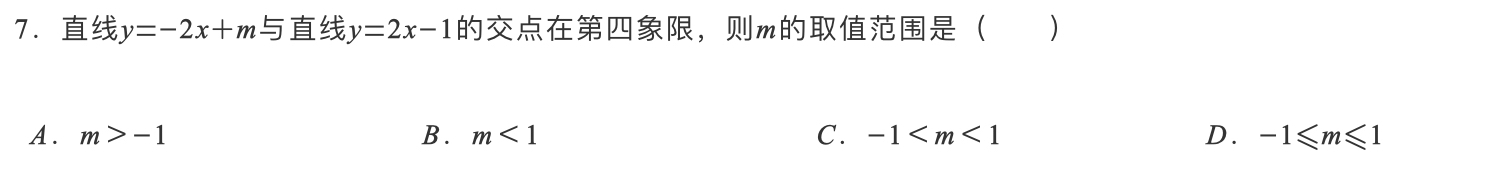 7. 直线y=-2x+m与直线y=2x-1的交点在第四象限，则m的取值范围是（　　）
A. m>-1　B. m<1　C. -1<m<1　D. -1⩽m⩽1